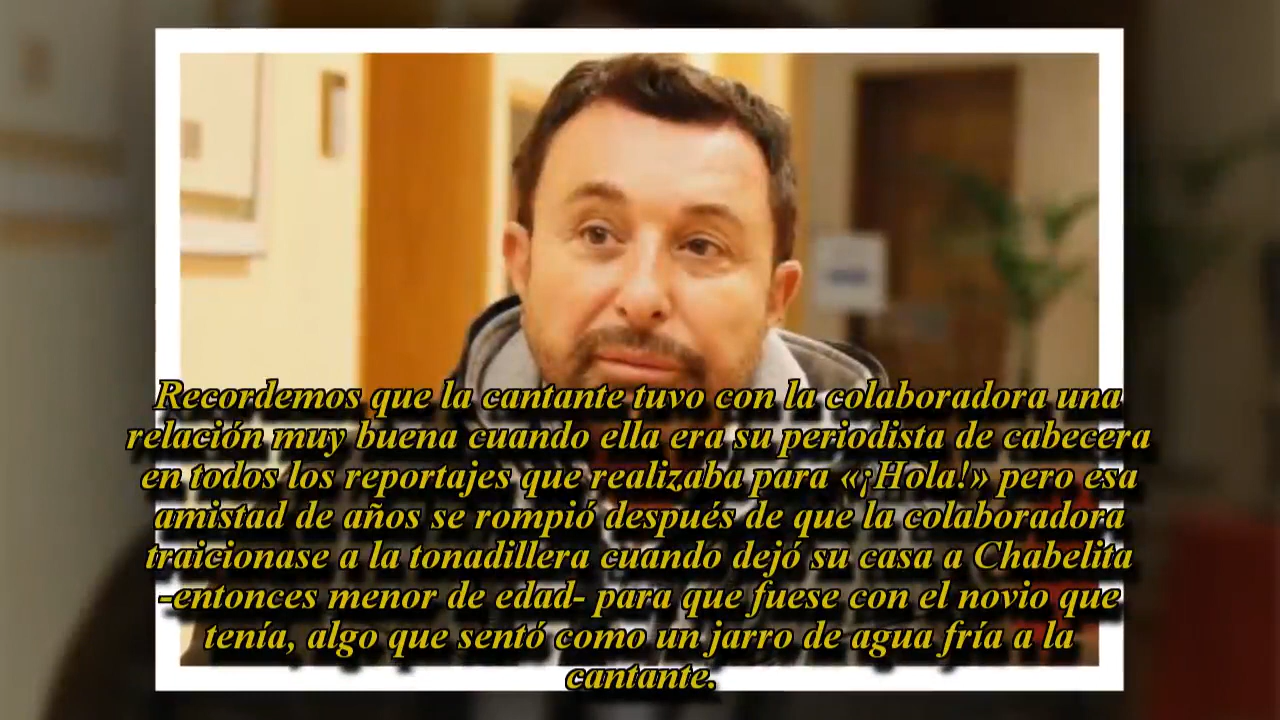 Recordemos que la cantante tuvo con la colaboradora una
relación muy buena cuando ella era su periodista de cabecera
en todos los reportajes que realizaba para «¡Hola!» pero esa
amistad de años se rompió después de que la colaboradora
traicionase a la tonadillera cuando dejó su casa a Chabelita
-entonces menor de edad- para que fuese con el novio que
tenía, algo que sentó como un jarro de agua fría a la
cantante.